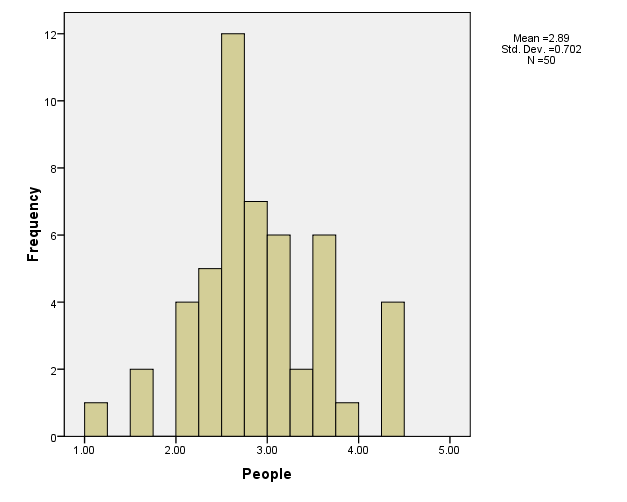 Mean =2.89
Std. Dev. =0.702
N =50
Frequency
12
10
8
6
4
2
0
1.00 2.00 3.00 4.00 5.00
People